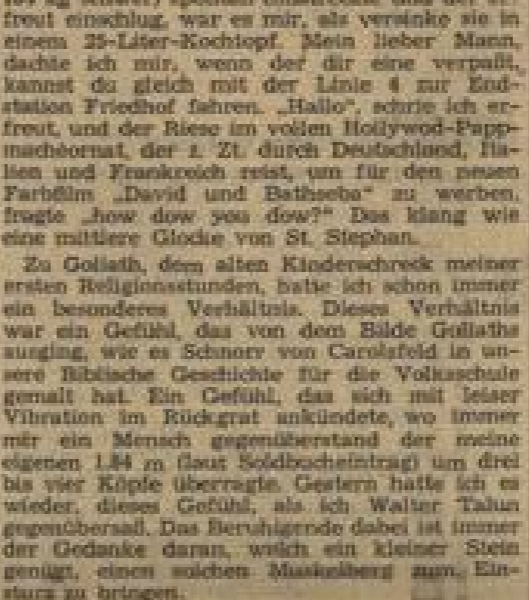 freut einschlug, war es mir, als versinke sie in
einem 25-Liter-Kochtopf. Mein lieber Mann,
dachte ich mir, wenn der dir eine verpaßt,
kannst du gleich mit der Linie 4 zur End-
station Friedhof fahren. „Hallo", schrie ich er-
freut, und der Riese im vollen Hollywod-Papp-
machéornat, der z. Zt. durch Deutschland, Ita-
lien und Frankreich reist, um für den neuen
Farbfilm „David und Bathseba" zu werben,
fragte „how dow you dow?" Das klang wie
eine mittlere Glocke von St. Stephan.
Zu Goliath, dem alten Kinderschreck meiner
ersten Religionsstunden, hatte ich schon immer
ein besonderes Verhältnis. Dieses Verhältnis
war ein Gefühl, das von dem Bilde Goliaths
ausging, wie es Schnorr von Carolsfeld in un-
sere Biblische Geschichte für die Volksschule
gemalt hat. Ein Gefühl, das sich mit leiser
Vibration im Rückgrat ankündete, wo immer
mir ein Mensch gegenüberstand der meine
eigenen 1.84 m (laut Soldbucheintrag) um drei
bis vier Köpfe überragte. Gestern hatte ich es
wieder, dieses Gefühl, als ich Walter Talun
gegenübersaß. Das Beruhigende dabei ist immer
der Gedanke daran, welch ein kleiner Stein
genügt, einen solchen Muskelberg zum Ein-
sturz zu bringen.